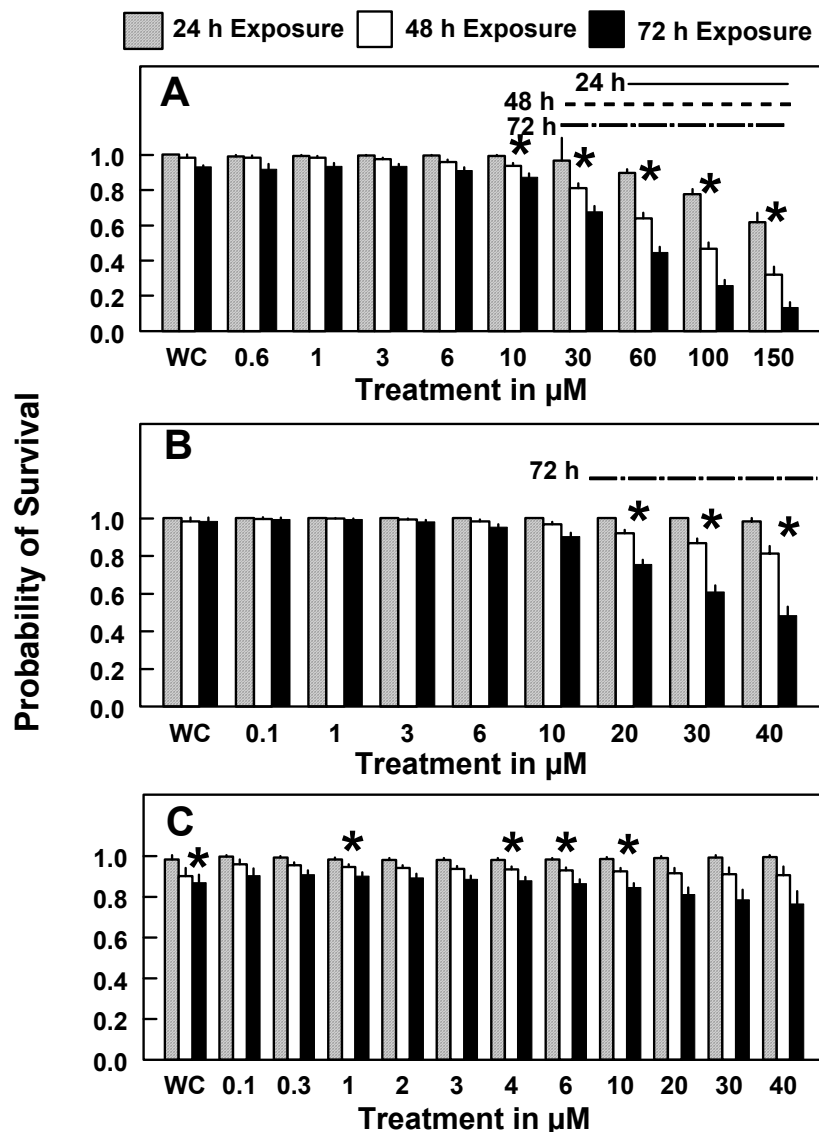 24 h Exposure 48 h Exposure 72 h Exposure
A
24 h
48 h
72 h
* * * * *
1.0
0.8
0.6
0.4
0.2
0.0
WC 0.6 1 3 6 10 30 60 100 150
Treatment in µM
Probability of Survival
B
72 h
* * *
1.0
0.8
0.6
0.4
0.2
0.0
WC 0.1 1 3 6 10 20 30 40
Treatment in µM
C
* * * * *
1.0
0.8
0.6
0.4
0.2
0.0
WC 0.1 0.3 1 2 3 4 6 10 20 30 40
Treatment in µM